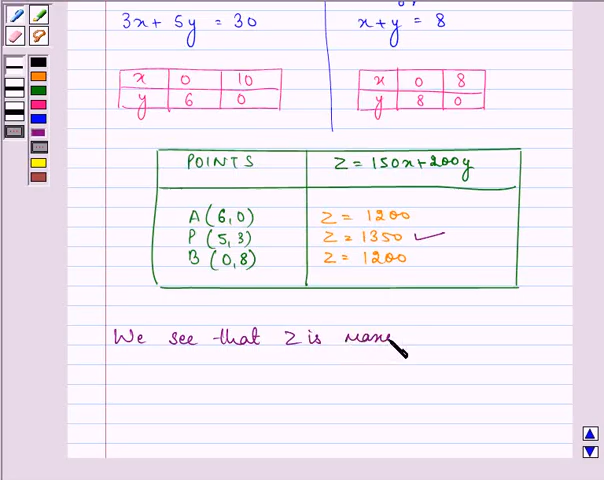 3x + 5y = 30
x + y = 8
x 0 10
y 6 0
x 0 8
y 8 0
POINTS Z = 150x + 200y
A (6,0) Z = 1200
P (5,3) Z = 1350 ✓
B (0,8) Z = 1200
We see that Z is maxi